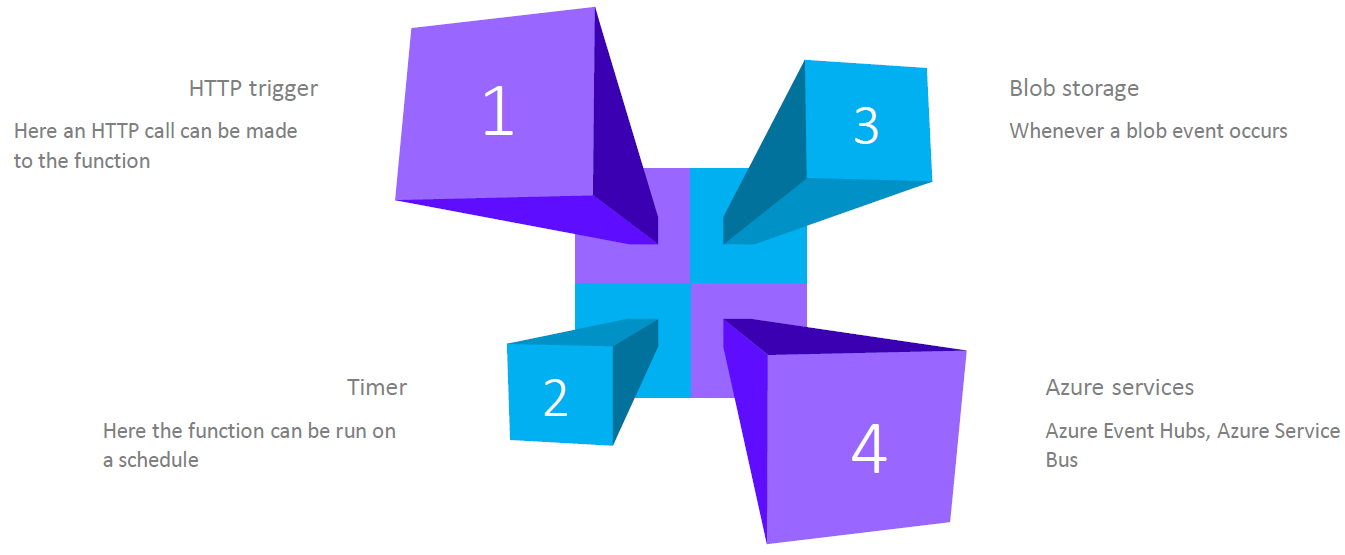 HTTP trigger
Here an HTTP call can be made
to the function
1
3
Blob storage
Whenever a blob event occurs
Timer
Here the function can be run on
a schedule
2
4
Azure services
Azure Event Hubs, Azure Service
Bus